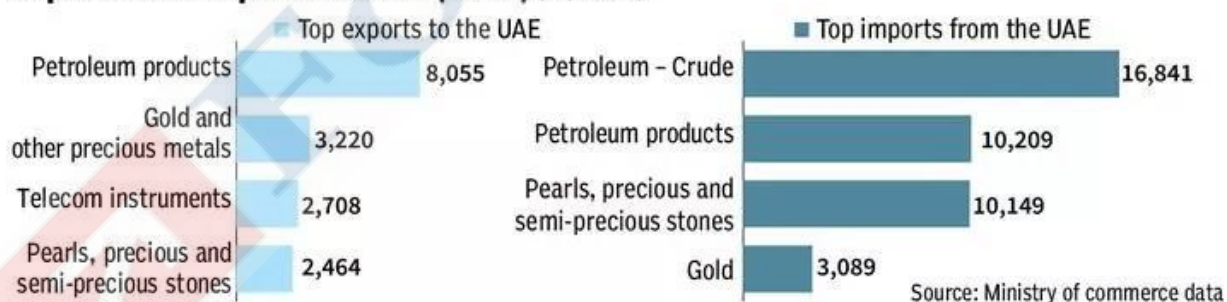 Top exports to the UAE
Petroleum products 8,055
Gold and
other precious metals 3,220
Telecom instruments 2,708
Pearls, precious and
semi-precious stones 2,464
Top imports from the UAE
Petroleum – Crude 16,841
Petroleum products 10,209
Pearls, precious and
semi-precious stones 10,149
Gold 3,089
Source: Ministry of commerce data